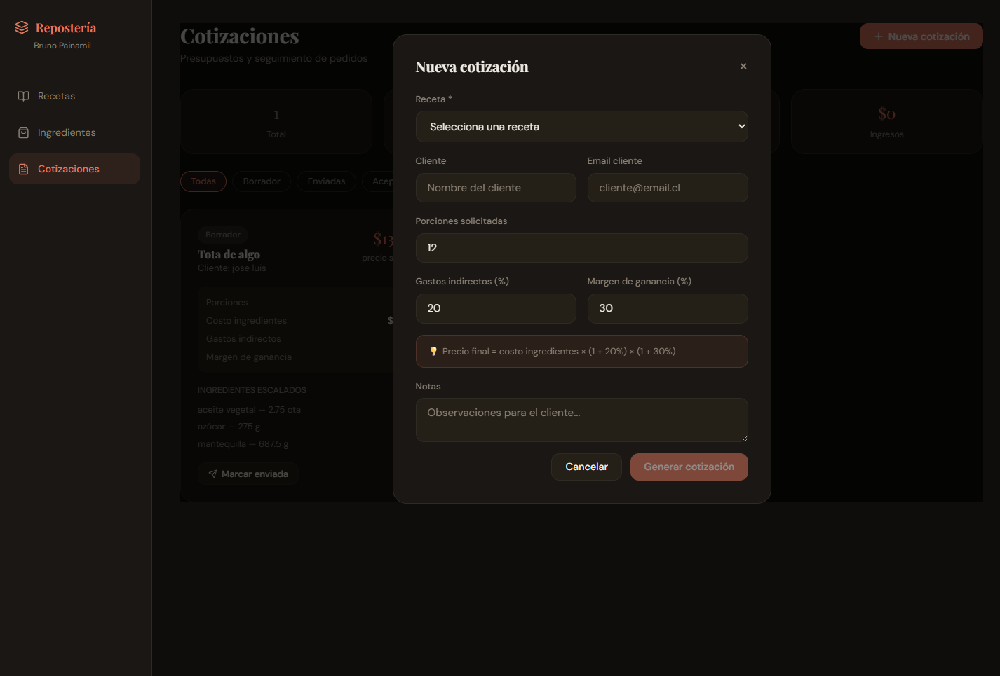 Repostería
Bruno Painamil
Recetas
Ingredientes
Cotizaciones
Cotizaciones
Presupuestos y seguimiento de pedidos
+ Nueva cotización
1
Total
$0
Ingresos
Todas
Borrador
Enviadas
Borrador
Tota de algo
Cliente: jose luis
Porciones
Costo ingredientes
Gastos indirectos
Margen de ganancia
INGREDIENTES ESCALADOS
aceite vegetal — 2.75 cta
azúcar — 275 g
mantequilla — 687.5 g
Marcar enviada
Nueva cotización
×
Receta *
Selecciona una receta
Cliente
Email cliente
Nombre del cliente
cliente@email.cl
Porciones solicitadas
12
Gastos indirectos (%)
Margen de ganancia (%)
20
30
💡 Precio final = costo ingredientes × (1 + 20%) × (1 + 30%)
Notas
Observaciones para el cliente...
Cancelar
Generar cotización